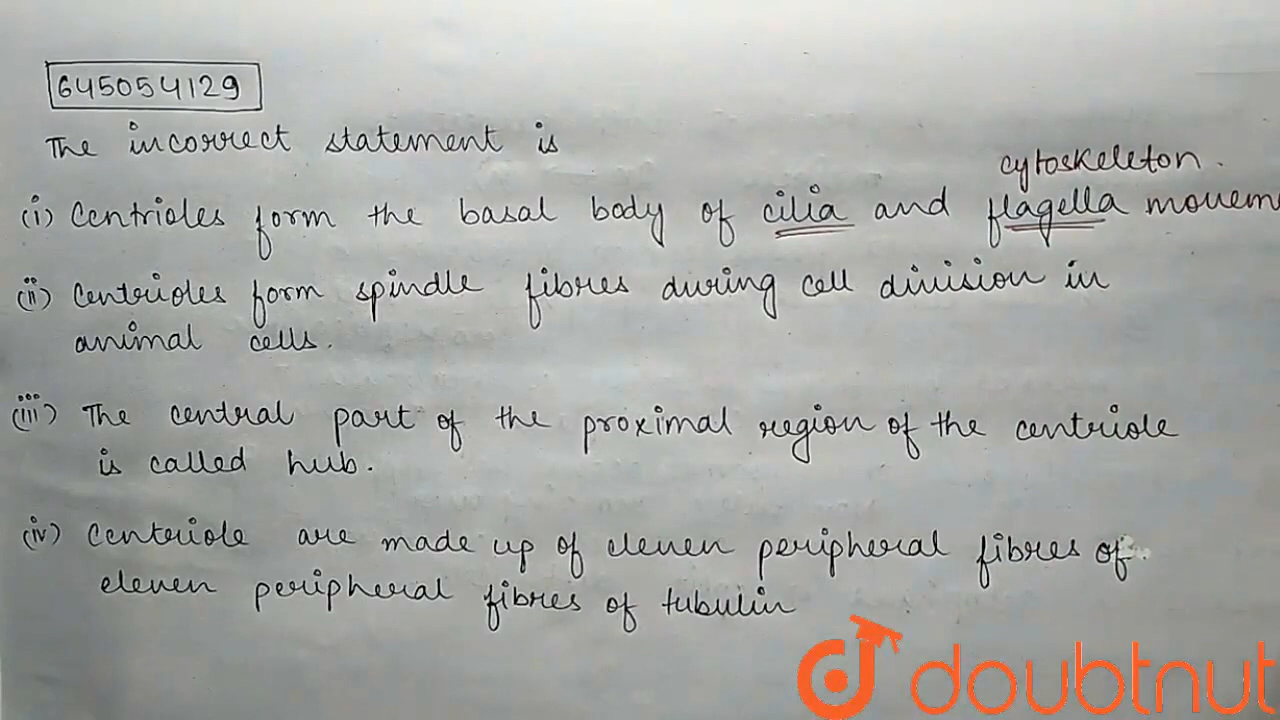 645054129
The incorrect statement is
cytoskeleton.
(i) Centrioles form the basal body of cilia and flagella movem
(ii) Centrioles form spindle fibres during cell division in
animal cells.
(iii) The central part of the proximal region of the centriole
is called hub.
(iv) Centriole are made up of eleven peripheral fibres of
eleven peripheral fibres of tubulin
doubtnut